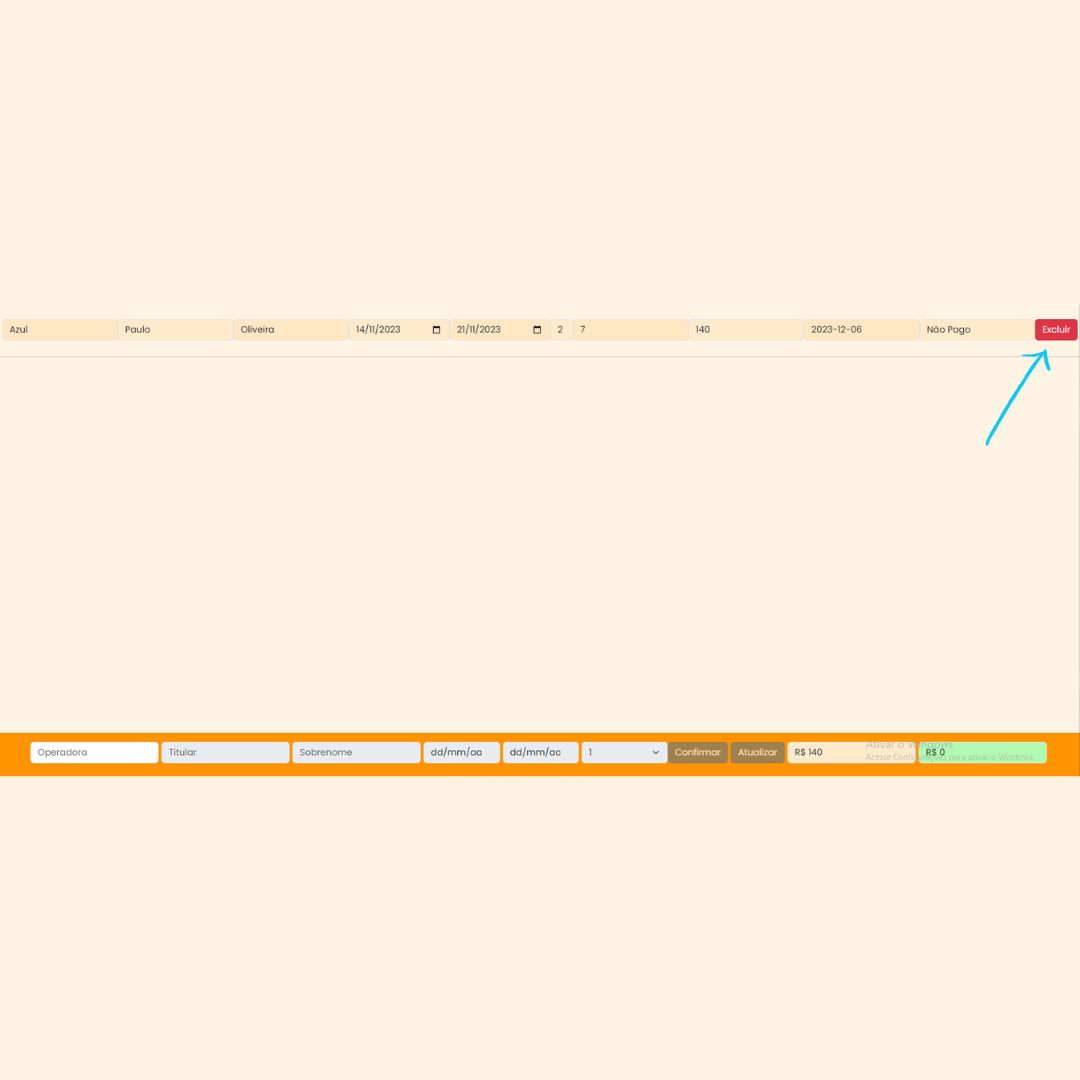 Azul Paulo Oliveira 14/11/2023 21/11/2023 2 7 140 2023-12-06 Não Pago Excluir
Operadora Titular Sobrenome dd/mm/aa dd/mm/aa 1 Confirmar Atualizar R$ 140 R$ 0
Ativar o Windows
Acesse Configurações para ativar o Windows.